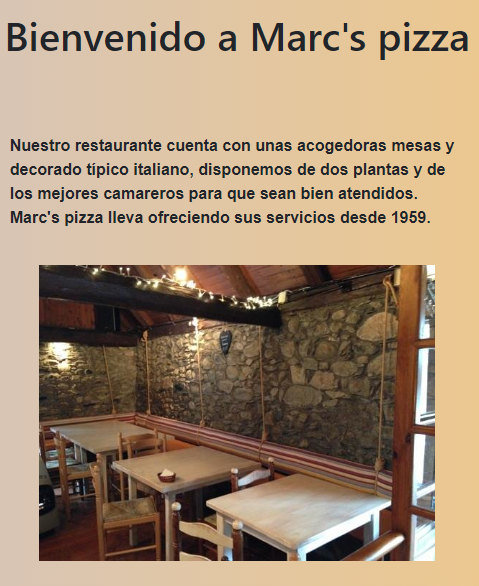 Bienvenido a Marc's pizza
Nuestro restaurante cuenta con unas acogedoras mesas y
decorado típico italiano, disponemos de dos plantas y de
los mejores camareros para que sean bien atendidos.
Marc's pizza lleva ofreciendo sus servicios desde 1959.